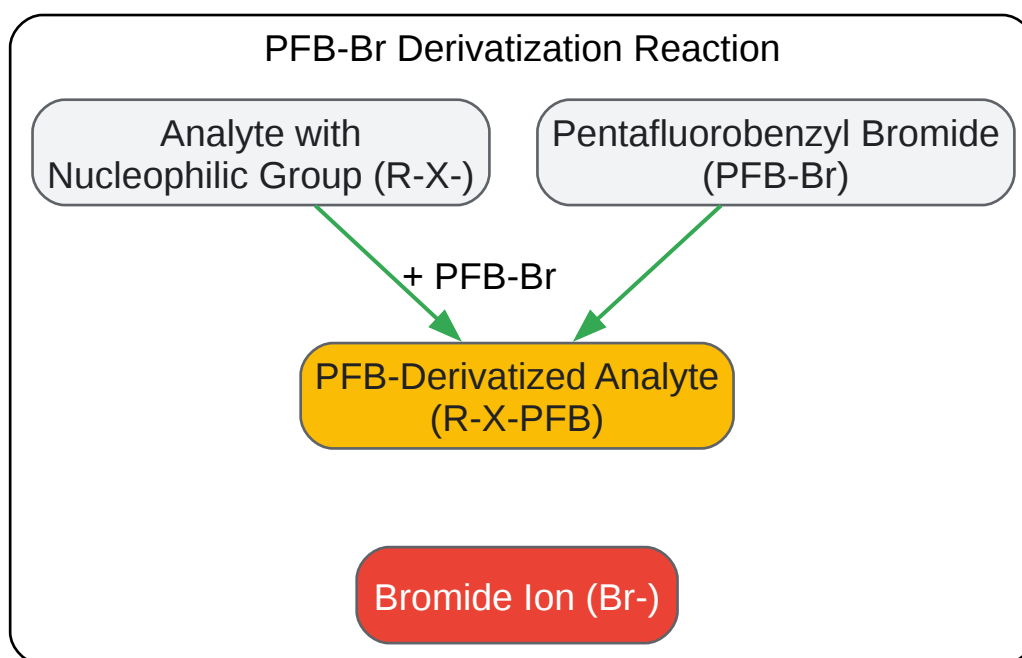 PFB-Br Derivatization Reaction
Analyte with
Nucleophilic Group (R-X-)
Pentafluorobenzyl Bromide
(PFB-Br)
+ PFB-Br
PFB-Derivatized Analyte
(R-X-PFB)
Bromide Ion (Br-)